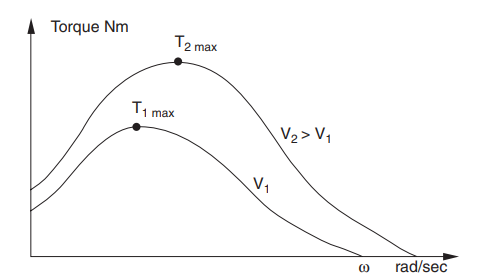 Torque Nm
T2 max
T1 max
V2 > V1
V1
ω rad/sec